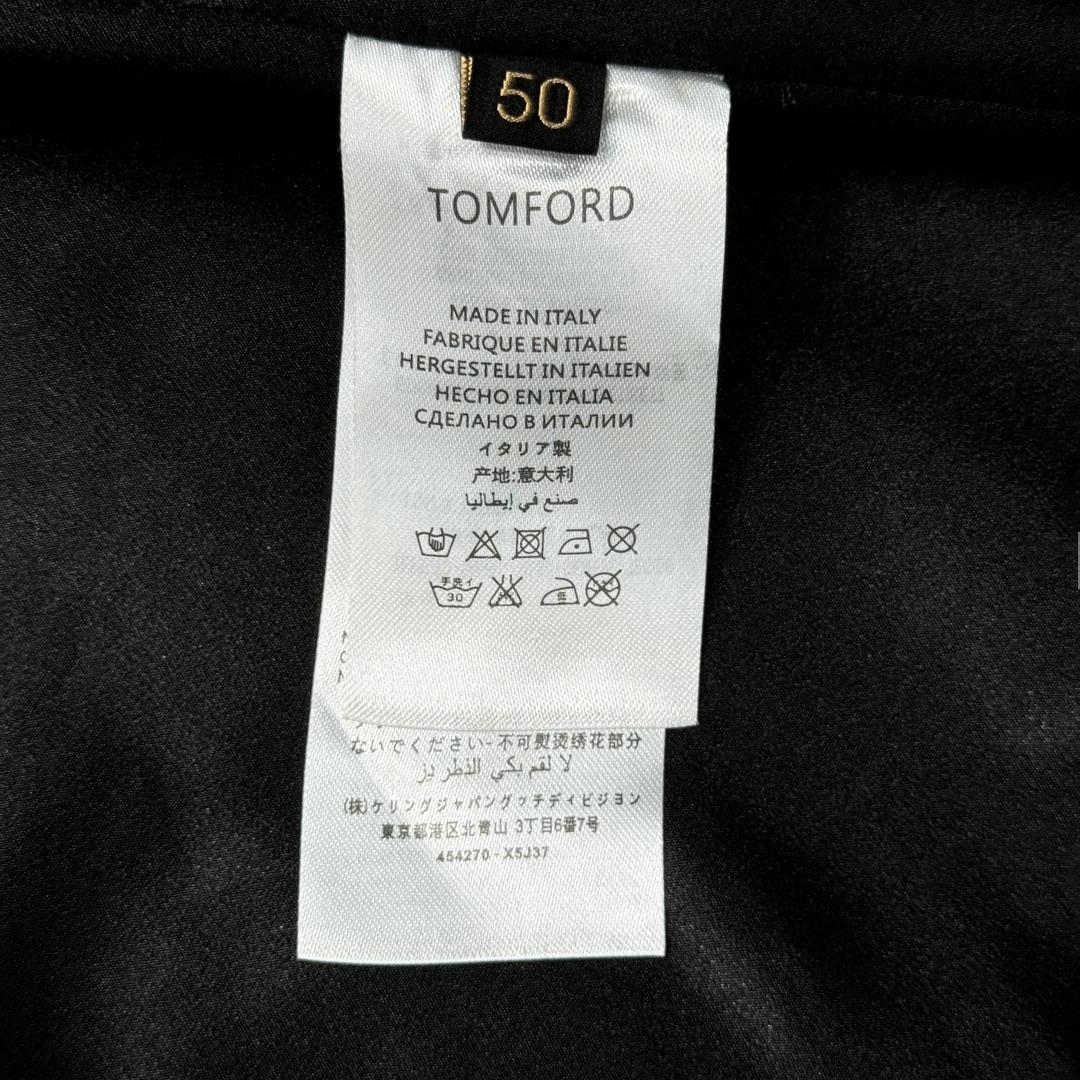 50
TOMFORD
MADE IN ITALY
FABRIQUE EN ITALIE
HERGESTELLT IN ITALIEN
HECHO EN ITALIA
СДЕЛАНО В ИТАЛИИ
イタリア製
产地:意大利
صنع في إيطاليا
手洗イ
30
低
ないでください-不可熨烫绣花部分
(株)ケリングジャパングッチディビジョン
東京都港区北青山 3丁目6番7号
454270-X5J37